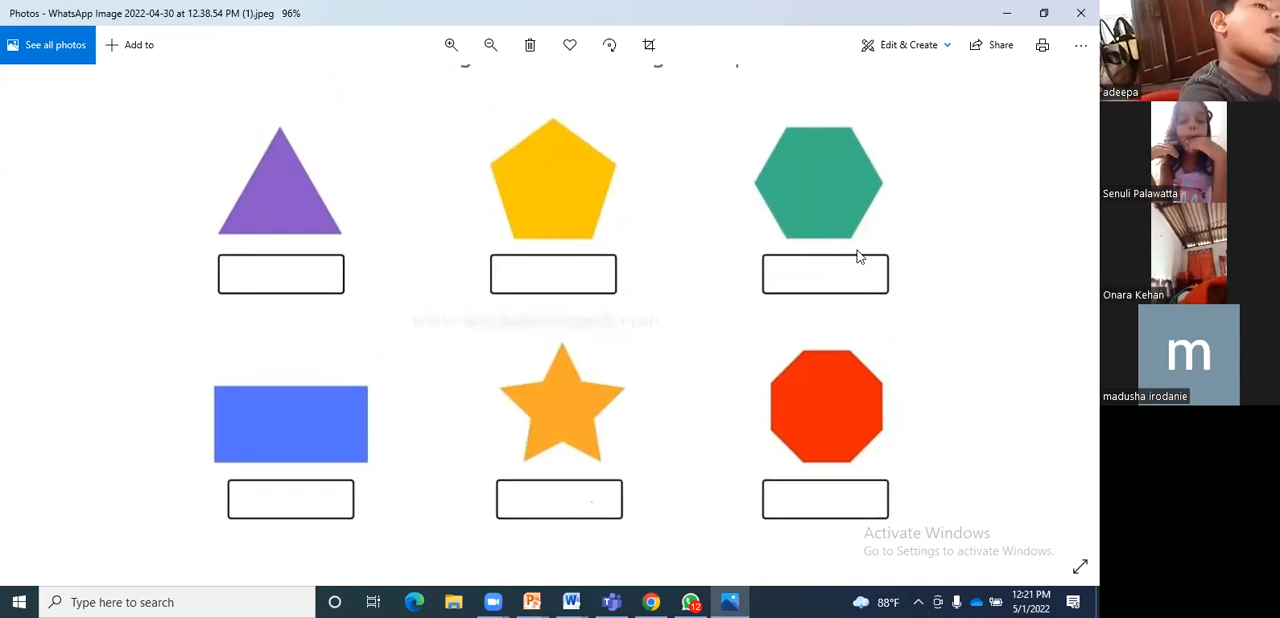 Photos - WhatsApp Image 2022-04-30 at 12.38.54 PM (1).jpeg 96%
See all photos
Add to
Edit & Create
Share
adeepa
Senuli Palawatta
Onara Kehan
m
madusha irodanie
Activate Windows
Go to Settings to activate Windows.
Type here to search
12
88°F
12:21 PM
5/1/2022